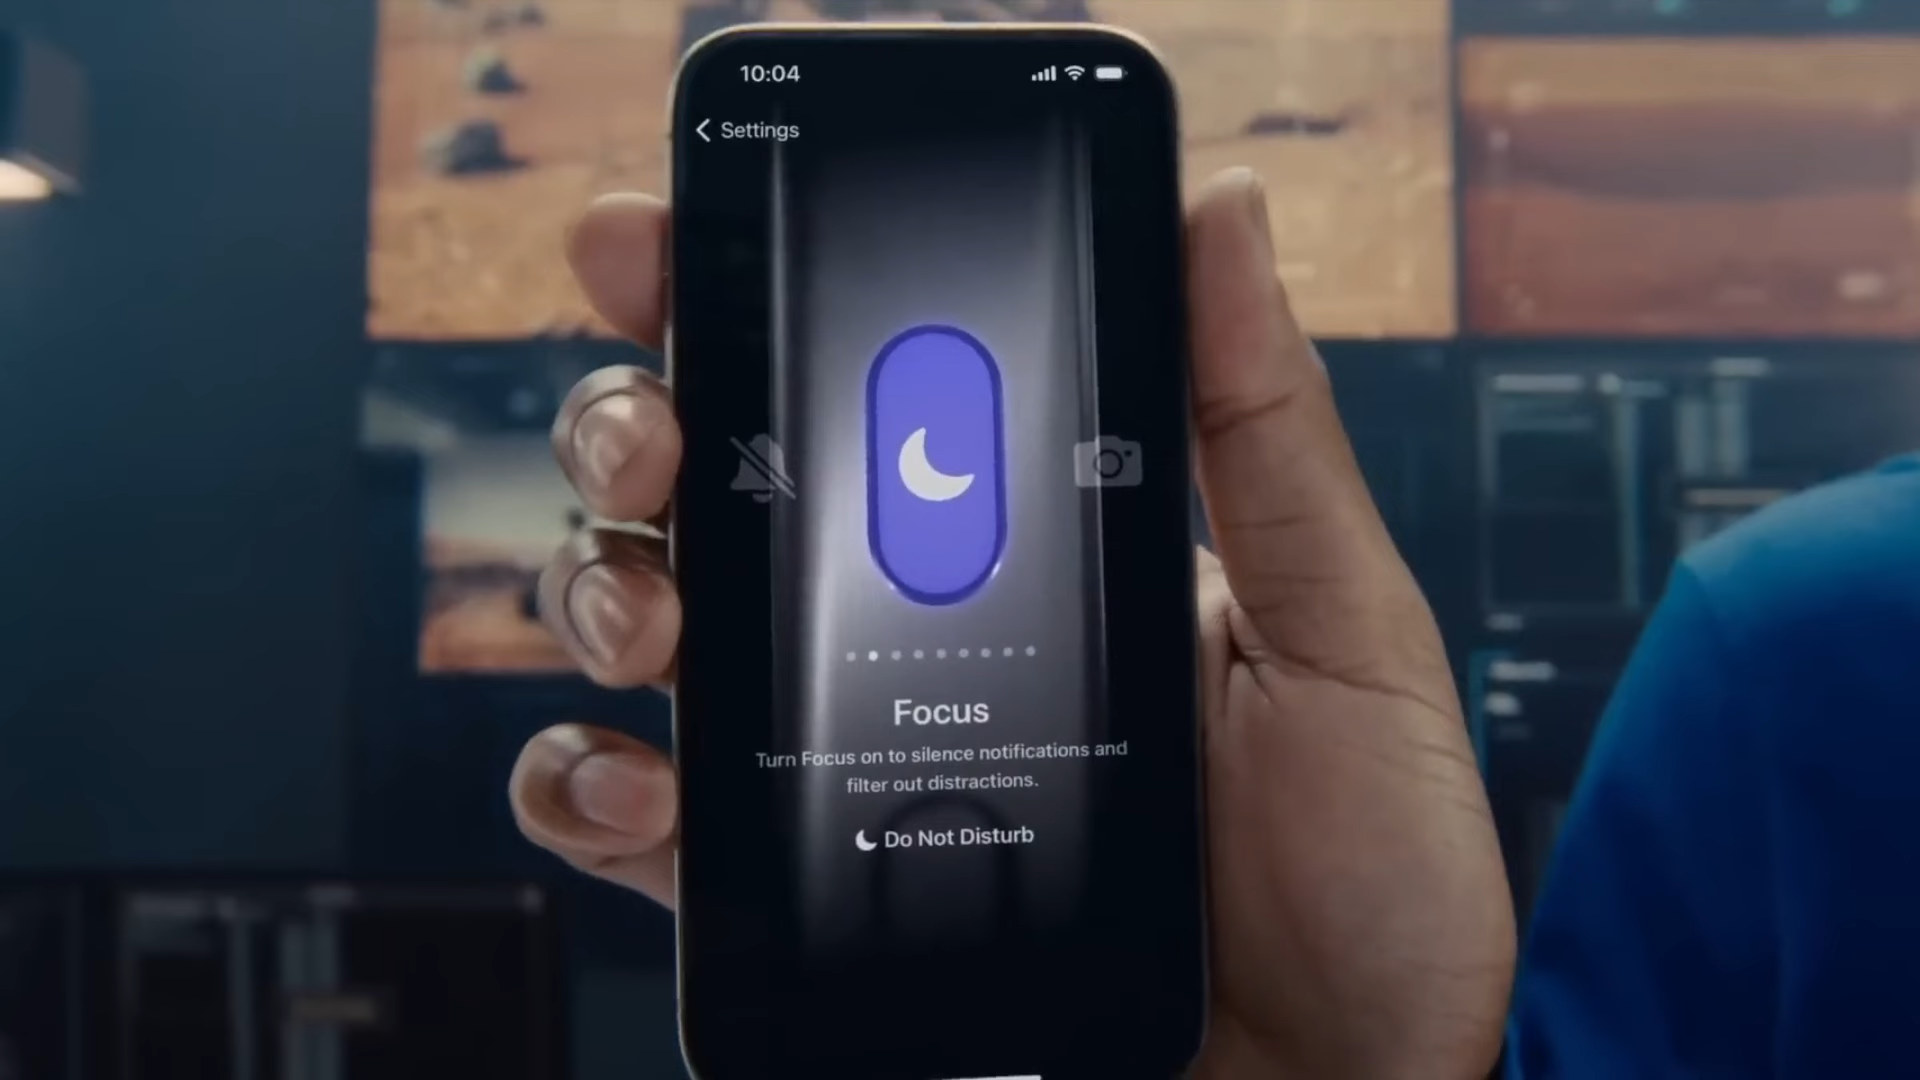 10:04
Settings
Focus
Turn Focus on to silence notifications and
filter out distractions.
Do Not Disturb